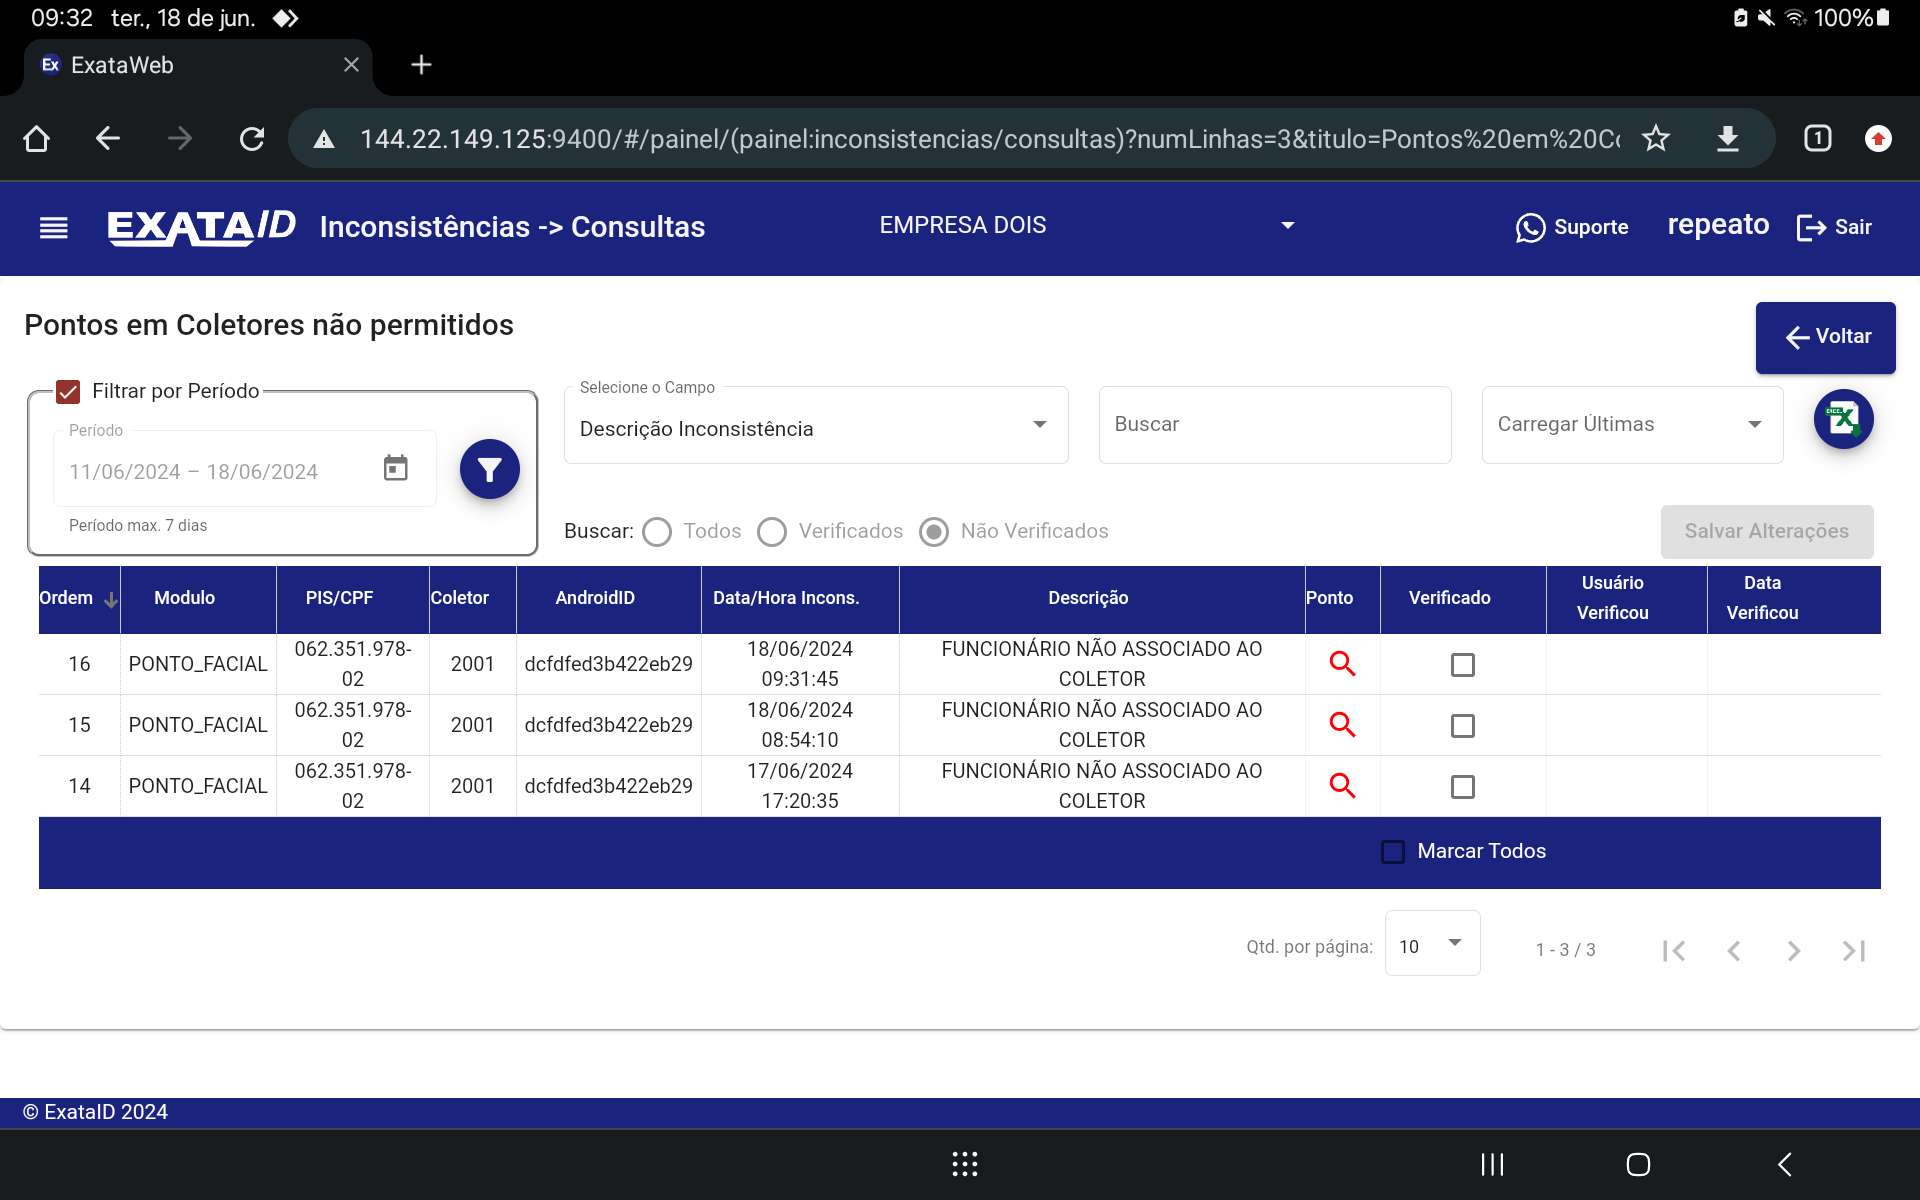 09:32 ter., 18 de jun. 100%
Ex ExataWeb
144.22.149.125:9400/#/painel/(painel:inconsistencias/consultas)?numLinhas=3&titulo=Pontos%20em%20Co 1
EXATAID Inconsistências -> Consultas EMPRESA DOIS Suporte repeato Sair
Pontos em Coletores não permitidos
Voltar
Filtrar por Período
Período
11/06/2024 – 18/06/2024
Período max. 7 dias
Selecione o Campo
Descrição Inconsistência
Buscar
Carregar Últimas
Buscar: Todos Verificados Não Verificados
Salvar Alterações
Ordem Modulo PIS/CPF Coletor AndroidID Data/Hora Incons. Descrição Ponto Verificado Usuário Verificou Data Verificou
16 PONTO_FACIAL 062.351.978-02 2001 dcfdfed3b422eb29 18/06/2024 09:31:45 FUNCIONÁRIO NÃO ASSOCIADO AO COLETOR
15 PONTO_FACIAL 062.351.978-02 2001 dcfdfed3b422eb29 18/06/2024 08:54:10 FUNCIONÁRIO NÃO ASSOCIADO AO COLETOR
14 PONTO_FACIAL 062.351.978-02 2001 dcfdfed3b422eb29 17/06/2024 17:20:35 FUNCIONÁRIO NÃO ASSOCIADO AO COLETOR
Marcar Todos
Qtd. por página: 10 1 - 3 / 3
© ExataID 2024